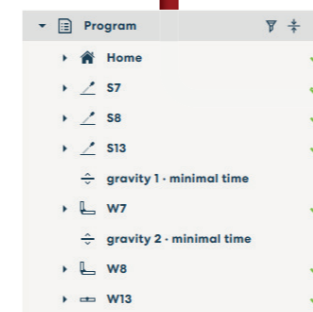 Program
Home
S7
S8
S13
gravity 1 - minimal time
W7
gravity 2 - minimal time
W8
W13